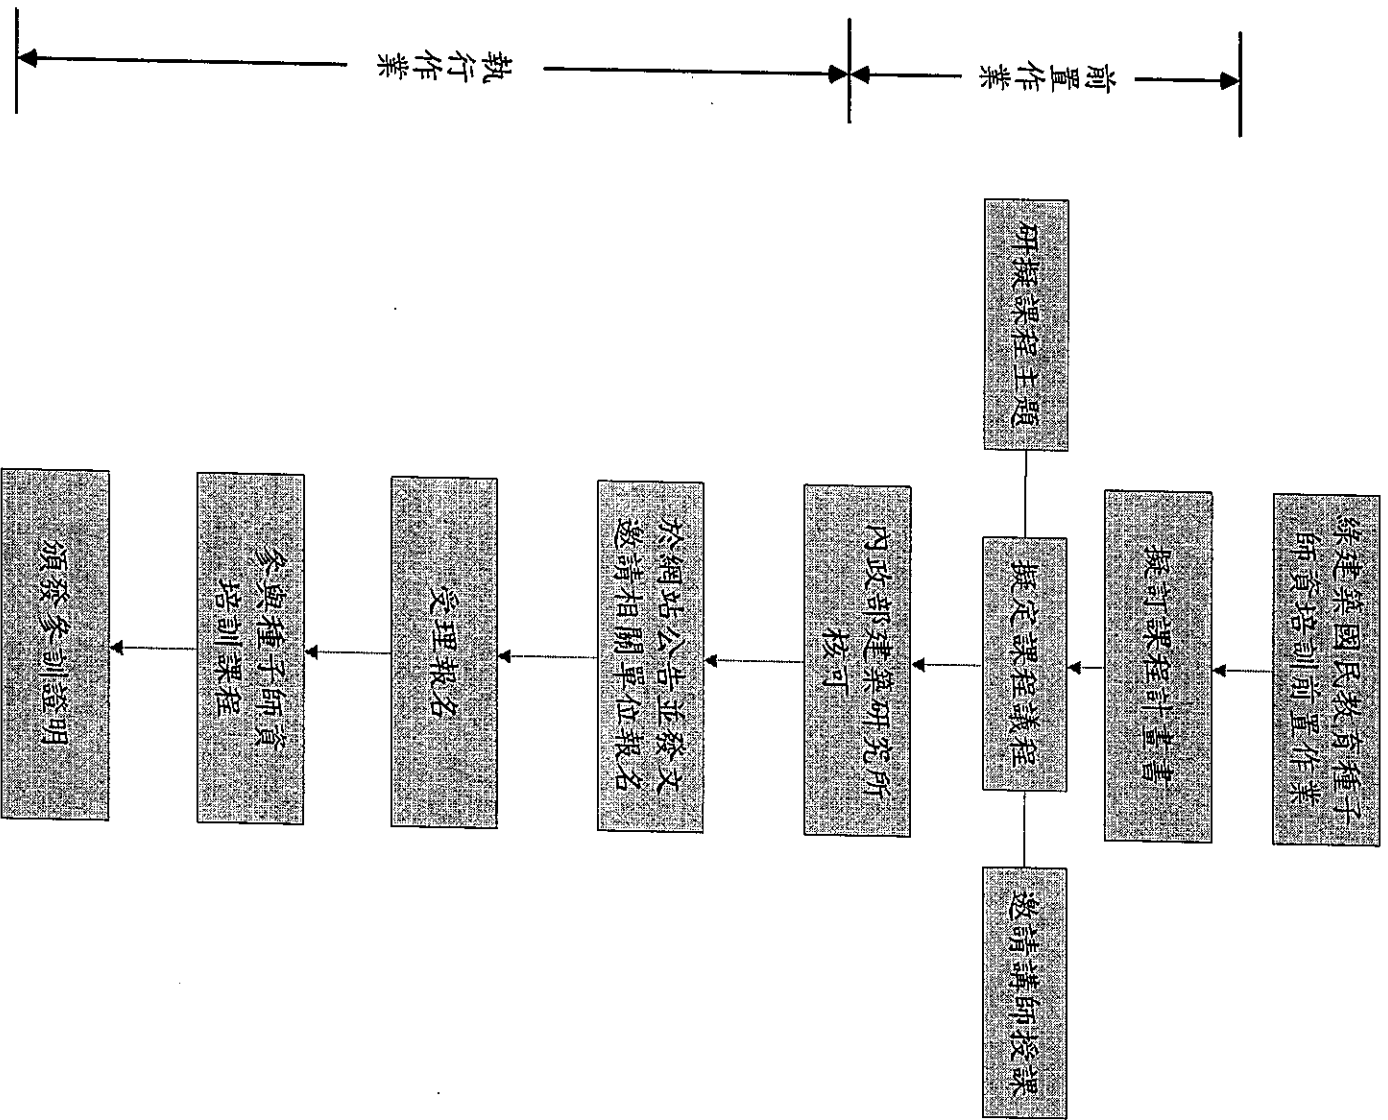 綠建築國民教育種子
師資培訓前置作業
擬訂課程計畫書
研擬課程主題
擬定課程議程
邀請講師授課
內政部建築研究所
核可
於網站公告並發文
邀請相關單位報名
受理報名
參與種子師資
培訓課程
頒發參訓證明
前置
作
業
執
行
作
業